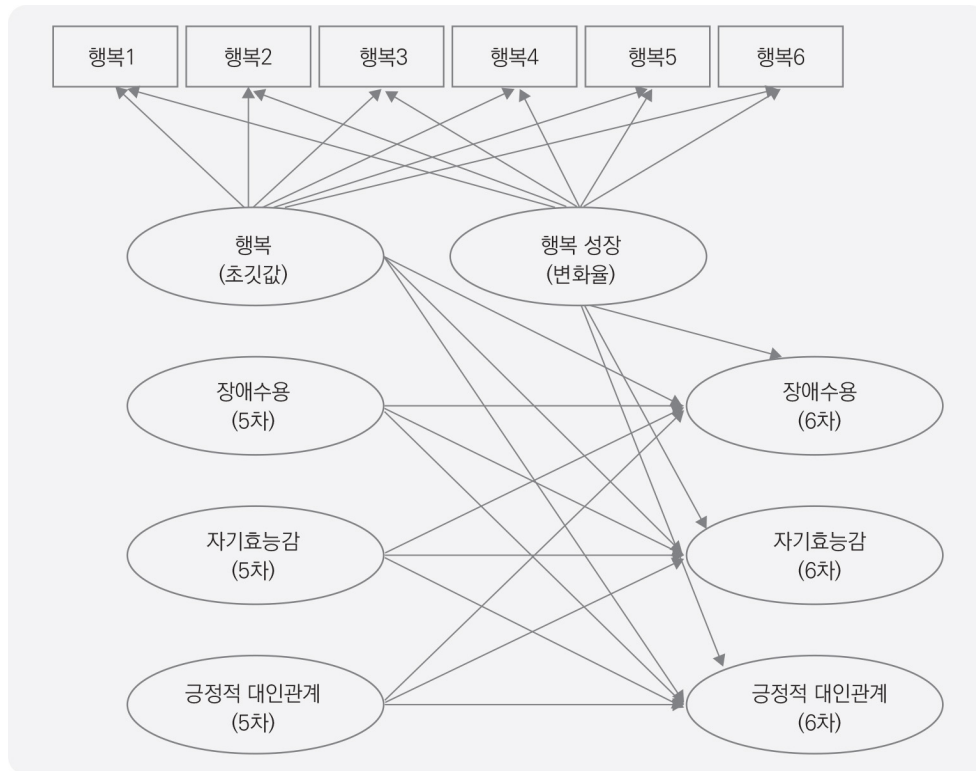 행복1
행복2
행복3
행복4
행복5
행복6
행복
(초깃값)
행복 성장
(변화율)
장애수용
(5차)
장애수용
(6차)
자기효능감
(5차)
자기효능감
(6차)
긍정적 대인관계
(5차)
긍정적 대인관계
(6차)